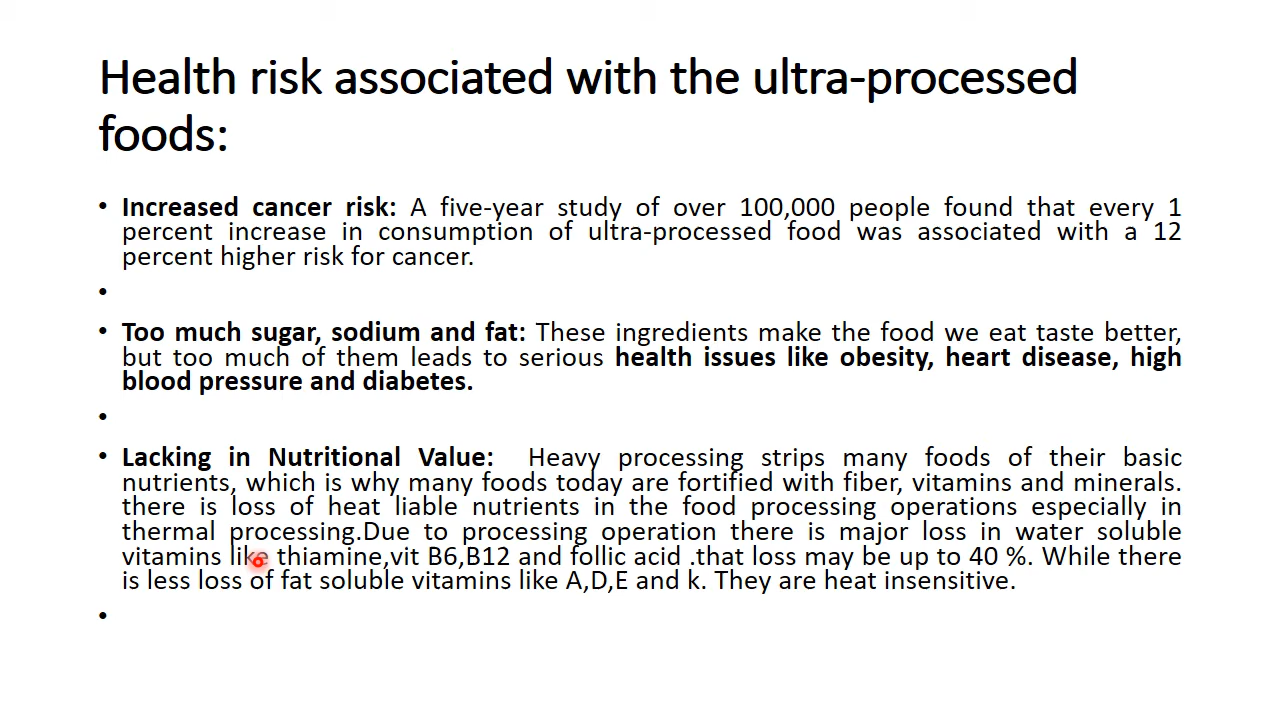 Health risk associated with the ultra-processed
foods:
• Increased cancer risk: A five-year study of over 100,000 people found that every 1
percent increase in consumption of ultra-processed food was associated with a 12
percent higher risk for cancer.
•
• Too much sugar, sodium and fat: These ingredients make the food we eat taste better,
but too much of them leads to serious health issues like obesity, heart disease, high
blood pressure and diabetes.
•
• Lacking in Nutritional Value:  Heavy processing strips many foods of their basic
nutrients, which is why many foods today are fortified with fiber, vitamins and minerals.
there is loss of heat liable nutrients in the food processing operations especially in
thermal processing.Due to processing operation there is major loss in water soluble
vitamins like thiamine,vit B6,B12 and follic acid .that loss may be up to 40 %. While there
is less loss of fat soluble vitamins like A,D,E and k. They are heat insensitive.
•